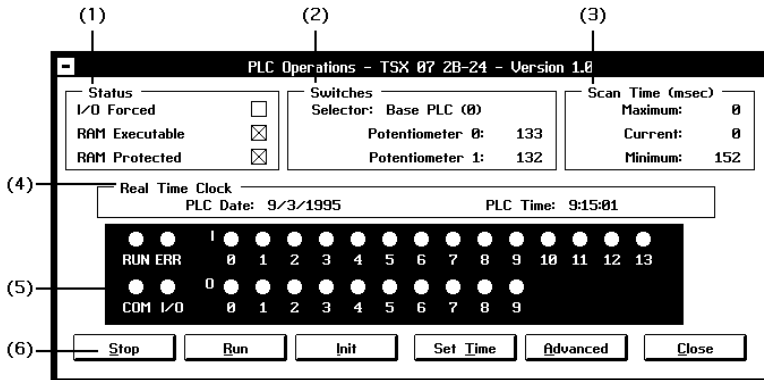 (1) (2) (3)
PLC Operations - TSX 07 2B-24 - Version 1.0
Status Switches Scan Time (msec)
I/O Forced Selector: Base PLC (0) Maximum: 0
RAM Executable Potentiometer 0: 133 Current: 0
RAM Protected Potentiometer 1: 132 Minimum: 152
(4)
Real Time Clock
PLC Date: 9/3/1995 PLC Time: 9:15:01
I
RUN ERR 0 1 2 3 4 5 6 7 8 9 10 11 12 13
(5)
O
COM I/O 0 1 2 3 4 5 6 7 8 9
(6) Stop Run Init Set Time Advanced Close